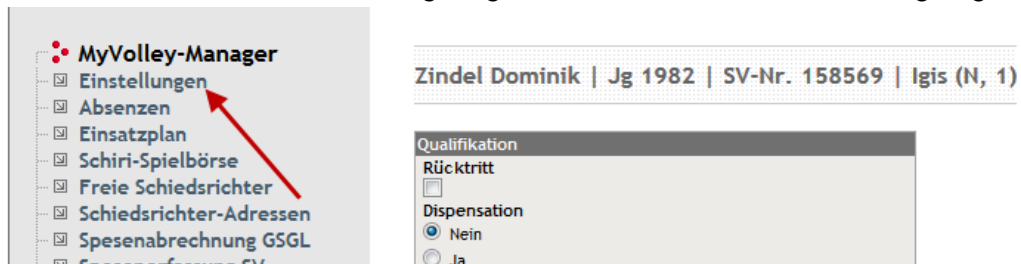 MyVolley-Manager
Einstellungen
Absenzen
Einsatzplan
Schiri-Spielbörse
Freie Schiedsrichter
Schiedsrichter-Adressen
Spesenabrechnung GSGL
Zindel Dominik | Jg 1982 | SV-Nr. 158569 | Igis (N, 1)
Qualifikation
Rücktritt
Dispensation
Nein
Ja